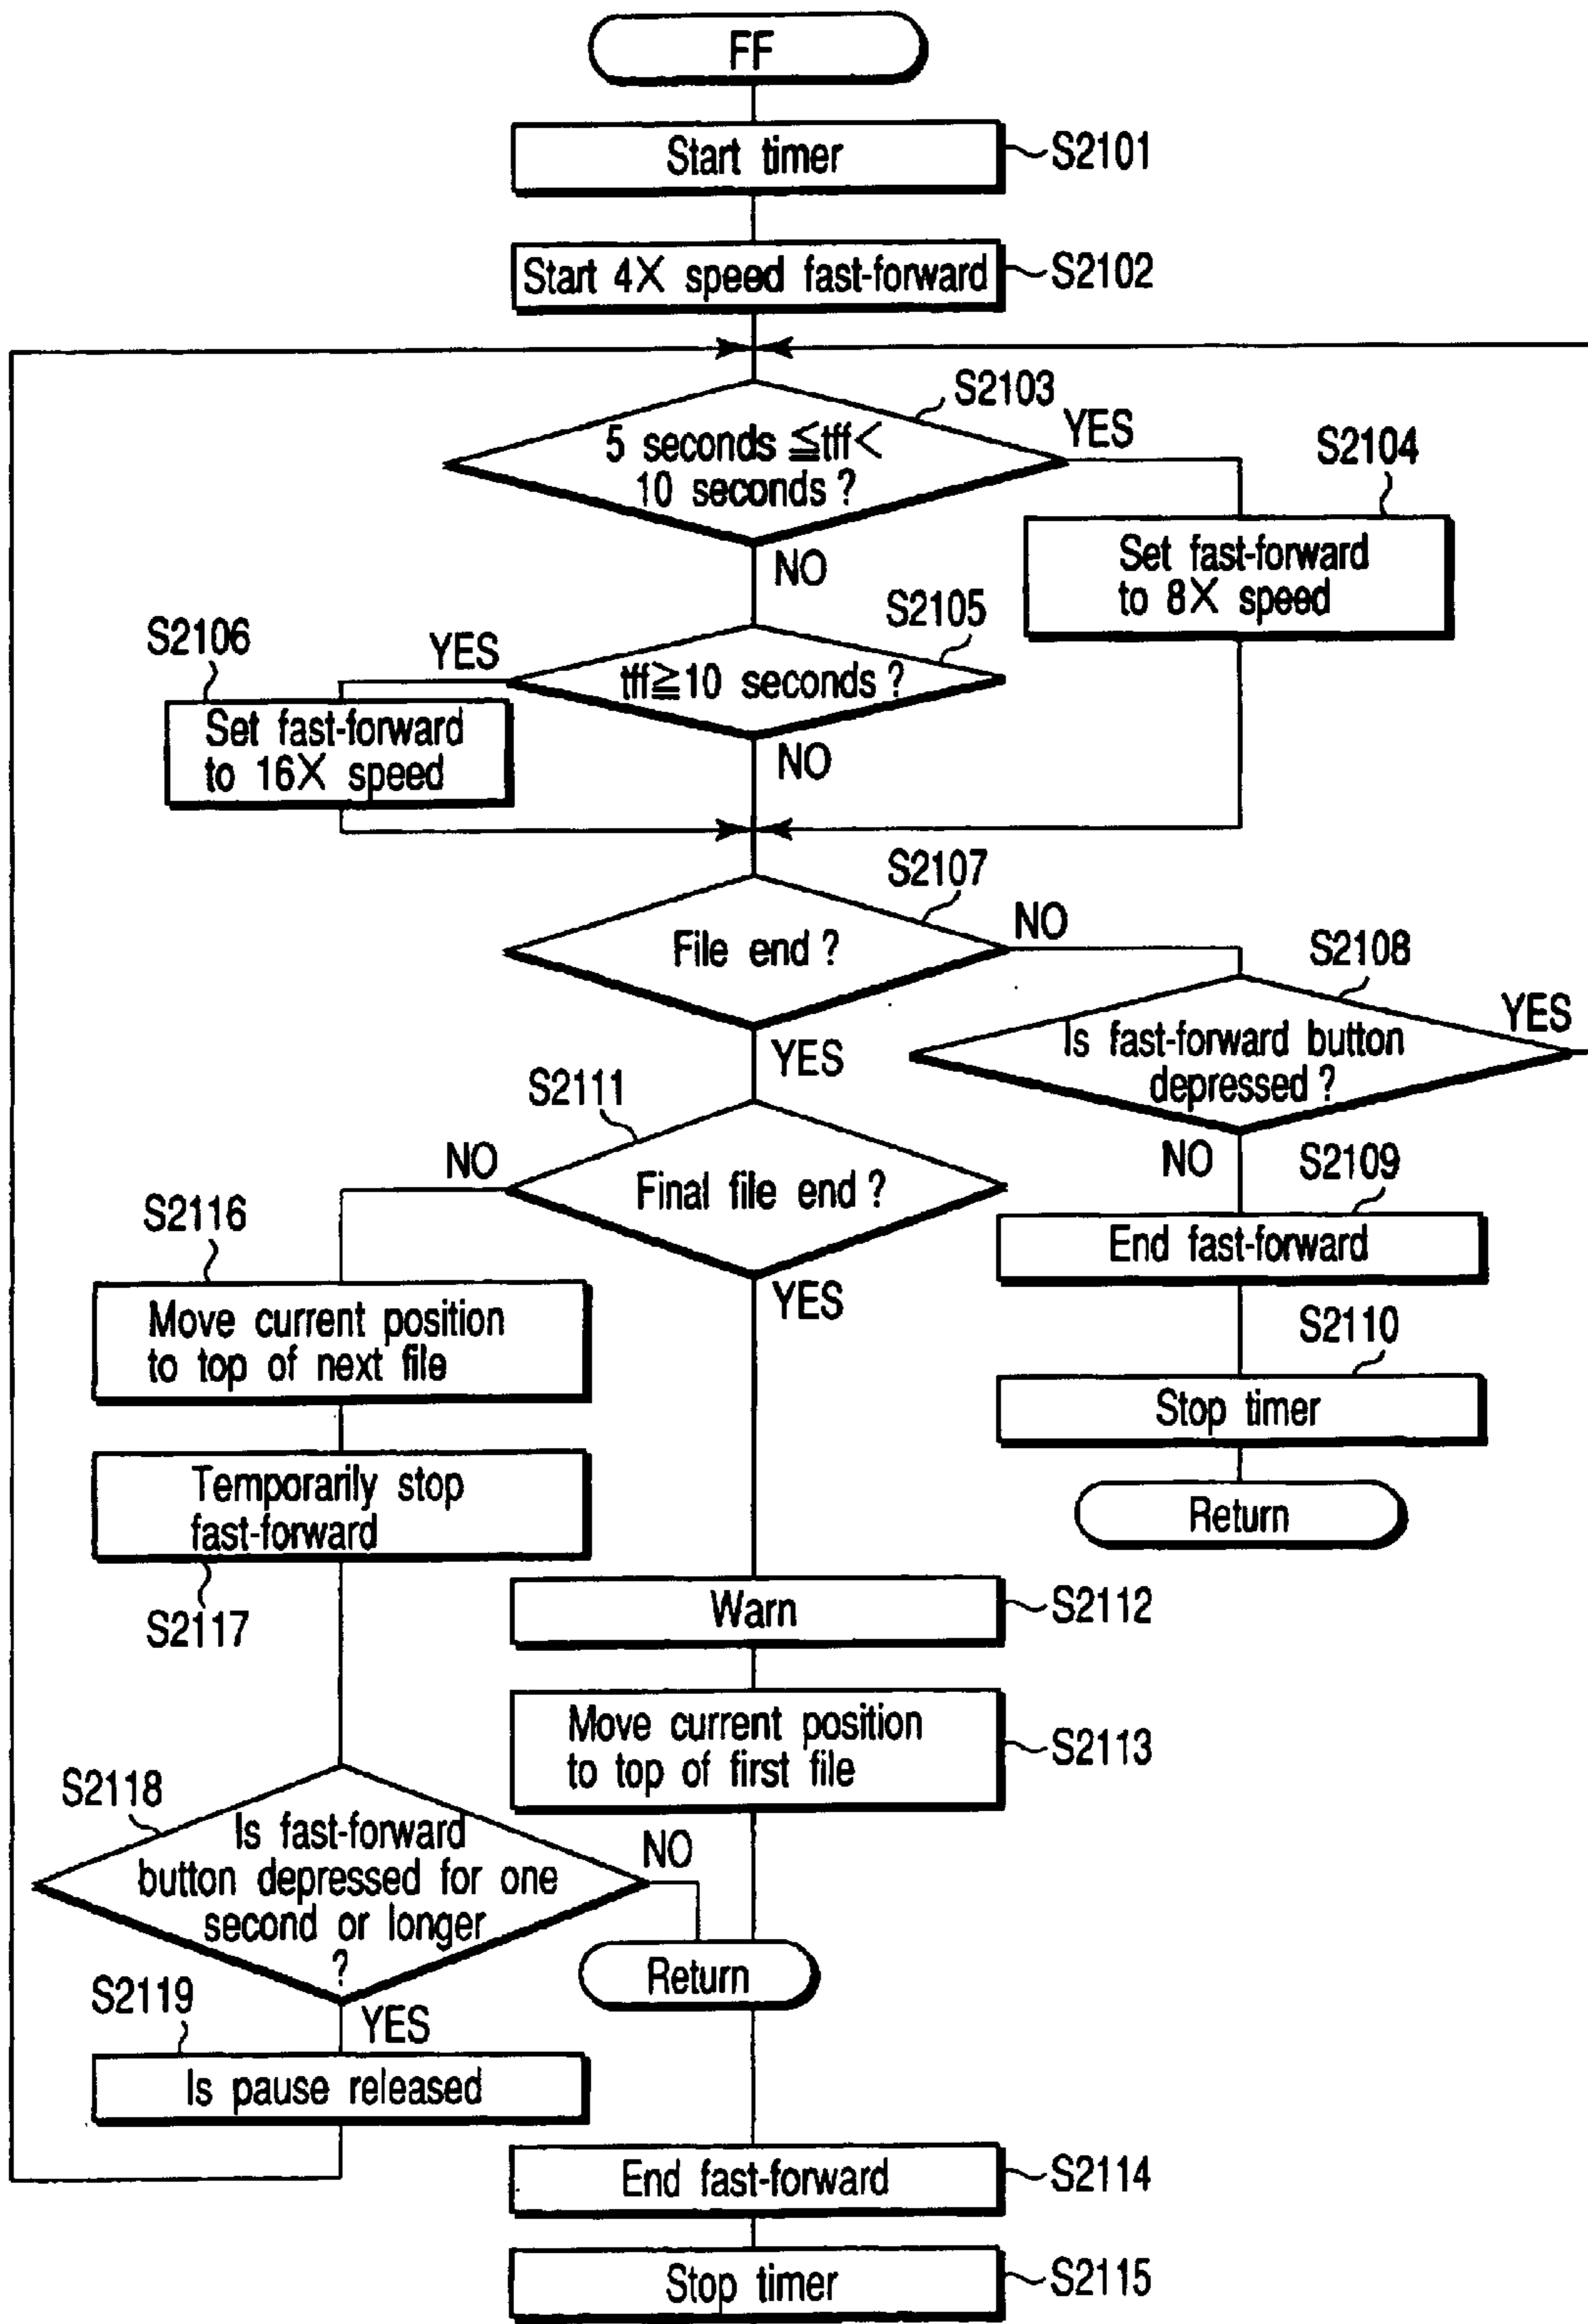 FF
Start timer
S2101
Start 4X speed fast-forward
S2102
S2103
5 seconds ≦tff<
10 seconds ?
YES
NO
S2104
Set fast-forward
to 8X speed
S2105
tff≧10 seconds ?
YES
NO
S2106
Set fast-forward
to 16X speed
S2107
File end ?
NO
YES
S2108
Is fast-forward button
depressed ?
YES
NO
S2109
End fast-forward
S2110
Stop timer
Return
S2111
Final file end ?
NO
YES
S2116
Move current position
to top of next file
Temporarily stop
fast-forward
S2117
Warn
S2112
Move current position
to top of first file
S2113
S2118
Is fast-forward
button depressed for one
second or longer
?
NO
YES
Return
S2119
Is pause released
End fast-forward
S2114
Stop timer
S2115